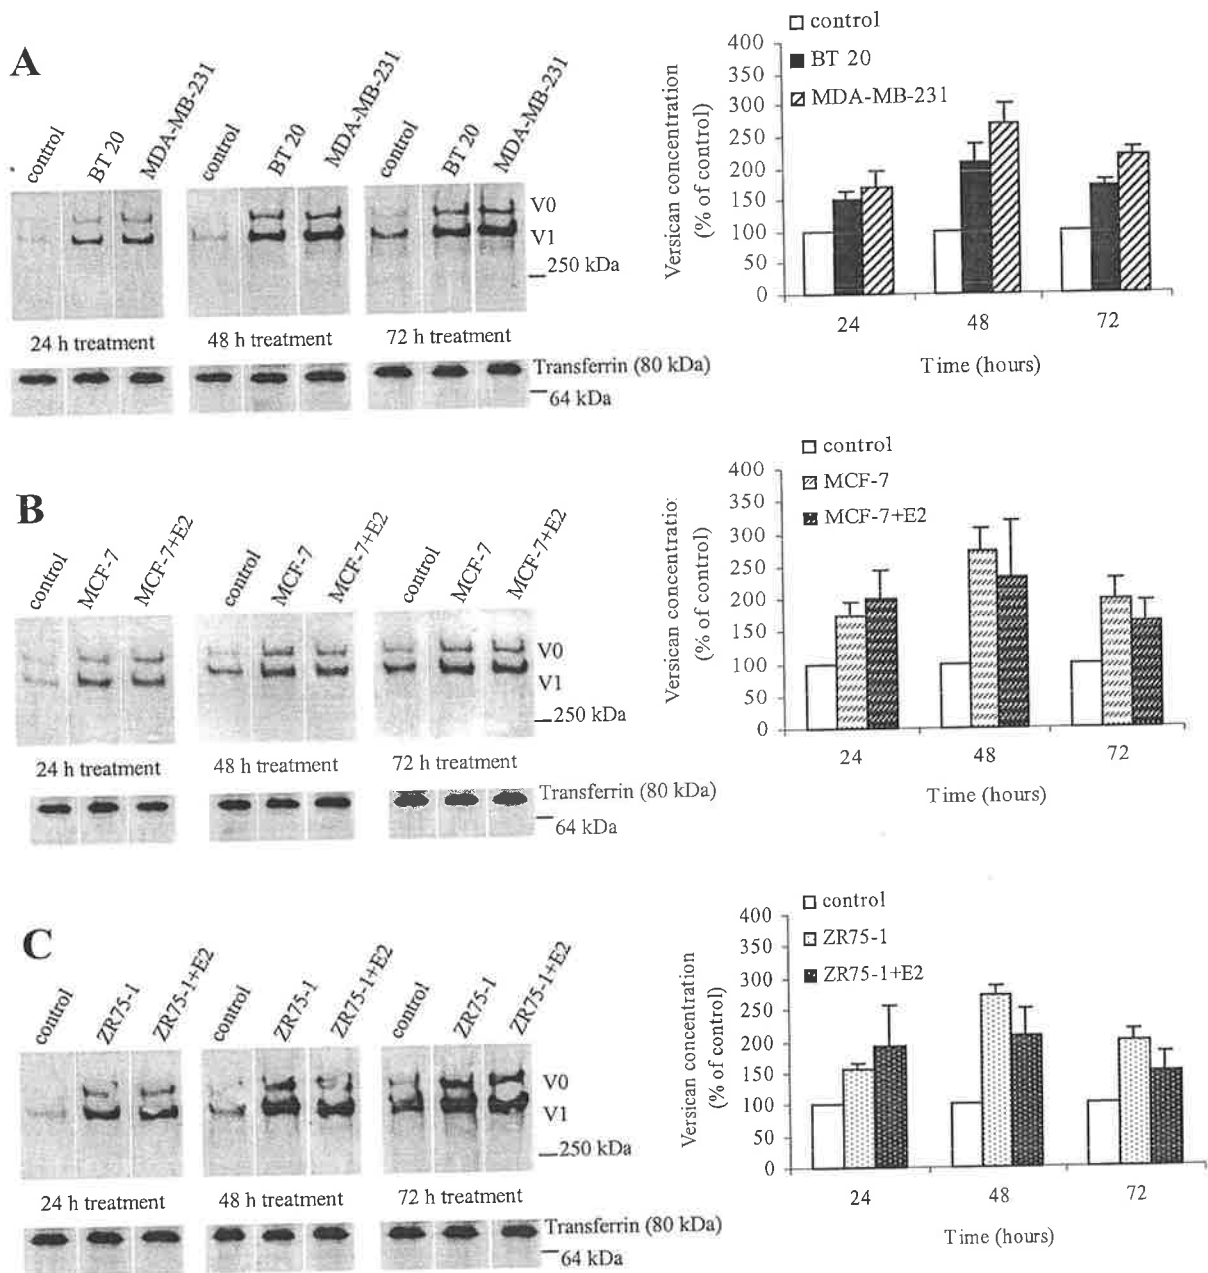 A
control
BT 20
MDA-MB-231
control
BT 20
MDA-MB-231
control
BT 20
MDA-MB-231
V0
V1
250 kDa
24 h treatment
48 h treatment
72 h treatment
Transferrin (80 kDa)
64 kDa
control
BT 20
MDA-MB-231
400
350
300
250
200
150
100
50
0
Versican concentration
(% of control)
24
48
72
Time (hours)
B
control
MCF-7
MCF-7+E2
control
MCF-7
MCF-7+E2
control
MCF-7
MCF-7+E2
V0
V1
250 kDa
24 h treatment
48 h treatment
72 h treatment
Transferrin (80 kDa)
64 kDa
control
MCF-7
MCF-7+E2
400
350
300
250
200
150
100
50
0
Versican concentratio
(% of control)
24
48
72
Time (hours)
C
control
ZR75-1
ZR75-1+E2
control
ZR75-1
ZR75-1+E2
control
ZR75-1
ZR75-1+E2
V0
V1
250 kDa
24 h treatment
48 h treatment
72 h treatment
Transferrin (80 kDa)
64 kDa
control
ZR75-1
ZR75-1+E2
400
350
300
250
200
150
100
50
0
Versican concentration
(% of control)
24
48
72
Time (hours)